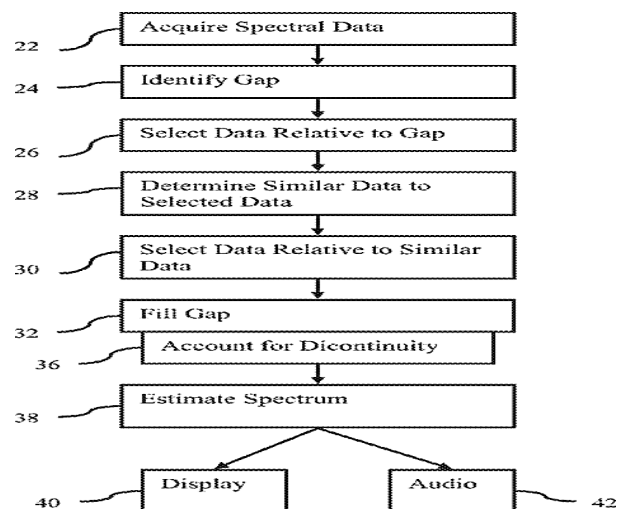 22 Acquire Spectral Data
24 Identify Gap
26 Select Data Relative to Gap
28 Determine Similar Data to
Selected Data
30 Select Data Relative to Similar
Data
32 Fill Gap
36 Account for Dicontinuity
38 Estimate Spectrum
40 Display Audio 42